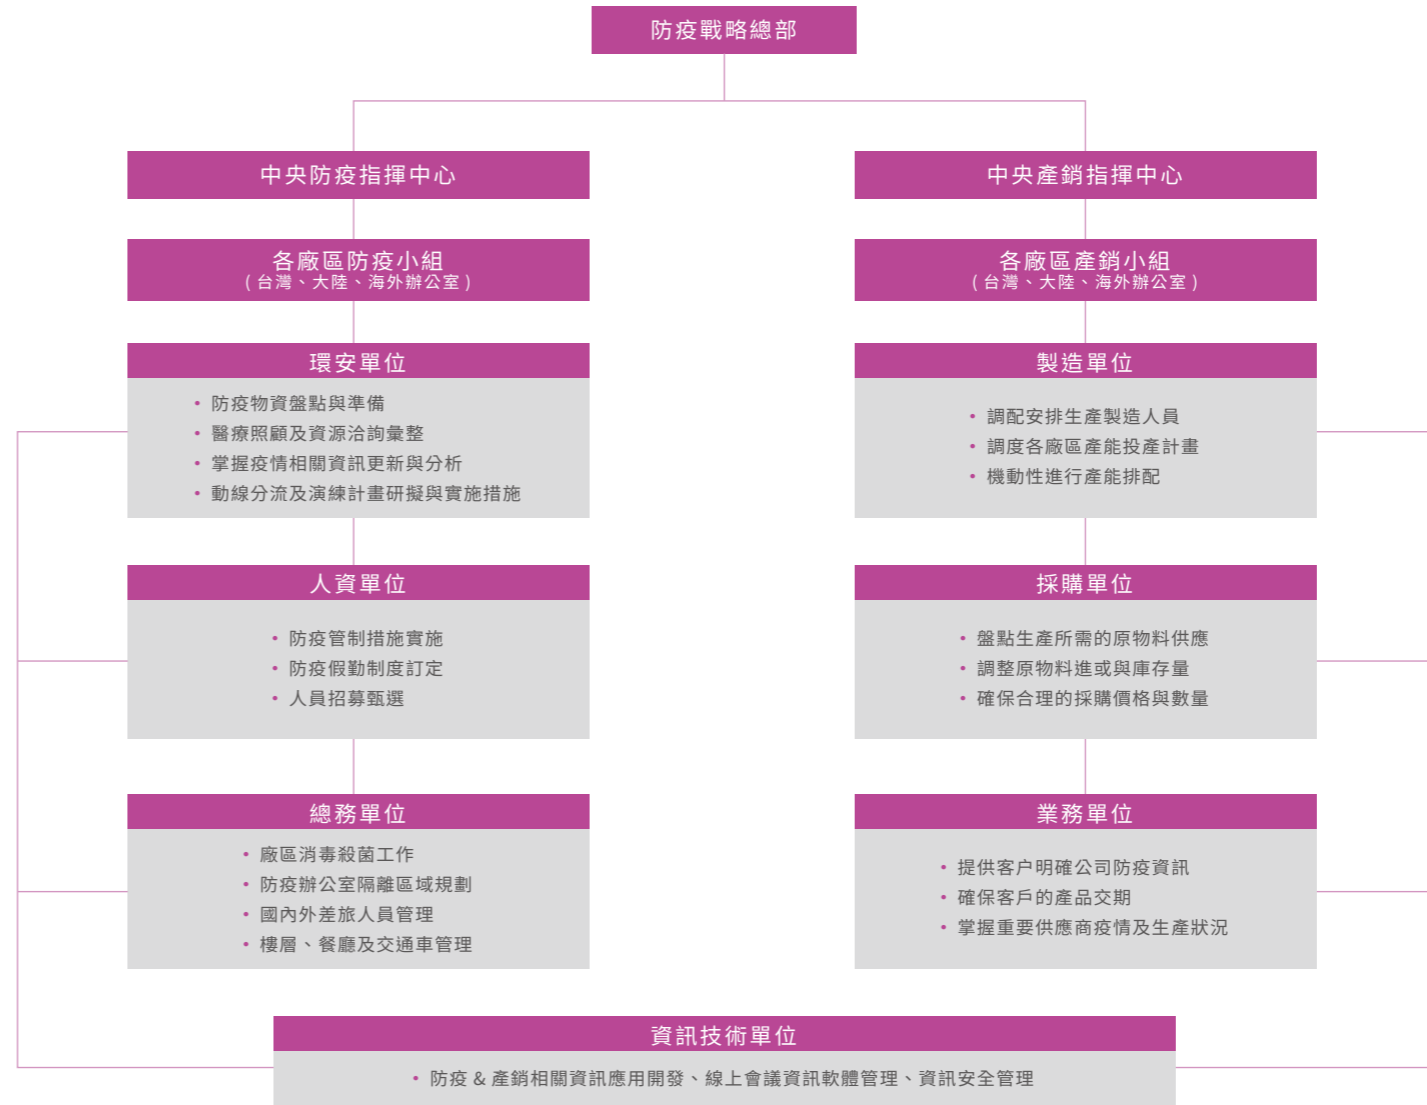 防疫戰略總部
中央防疫指揮中心
各廠區防疫小組
(台灣、大陸、海外辦公室)
環安單位
• 防疫物資盤點與準備
• 醫療照顧及資源洽詢彙整
• 掌握疫情相關資訊更新與分析
• 動線分流及演練計畫研擬與實施措施
人資單位
• 防疫管制措施實施
• 防疫假勤制度訂定
• 人員招募甄選
總務單位
• 廠區消毒殺菌工作
• 防疫辦公室隔離區域規劃
• 國內外差旅人員管理
• 樓層、餐廳及交通車管理
中央產銷指揮中心
各廠區產銷小組
(台灣、大陸、海外辦公室)
製造單位
• 調配安排生產製造人員
• 調度各廠區產能投產計畫
• 機動性進行產能排配
採購單位
• 盤點生產所需的原物料供應
• 調整原物料進或與庫存量
• 確保合理的採購價格與數量
業務單位
• 提供客户明確公司防疫資訊
• 確保客戶的產品交期
• 掌握重要供應商疫情及生產狀況
資訊技術單位
• 防疫 & 產銷相關資訊應用開發、線上會議資訊軟體管理、資訊安全管理